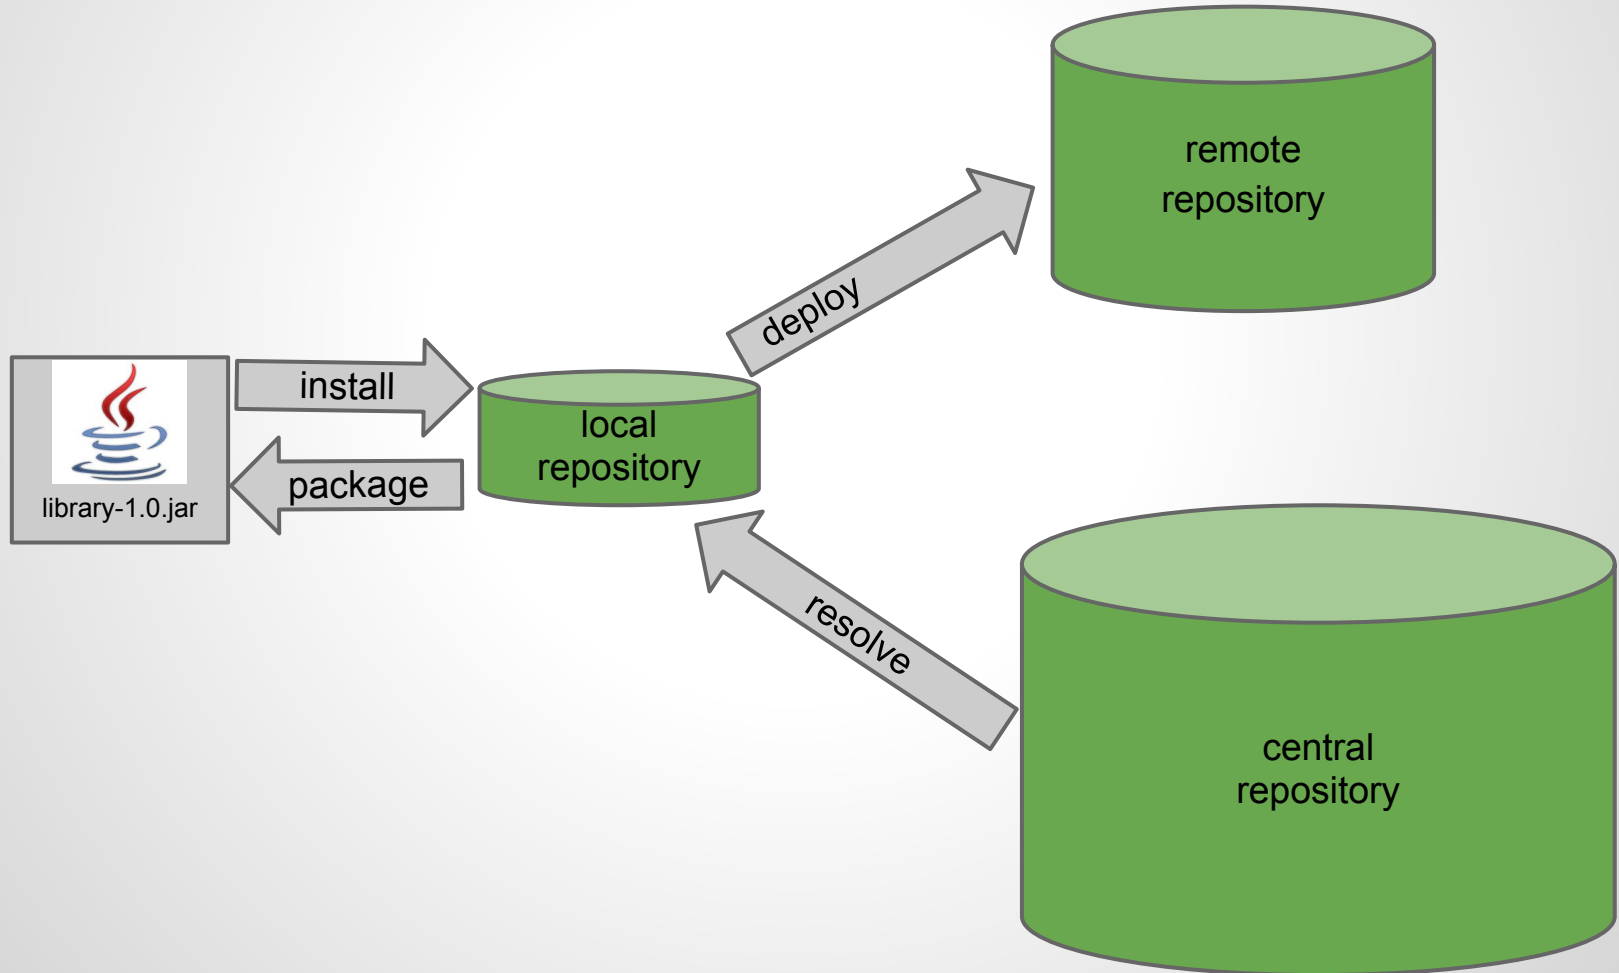 remote
repository
deploy
install
local
repository
package
library-1.0.jar
resolve
central
repository